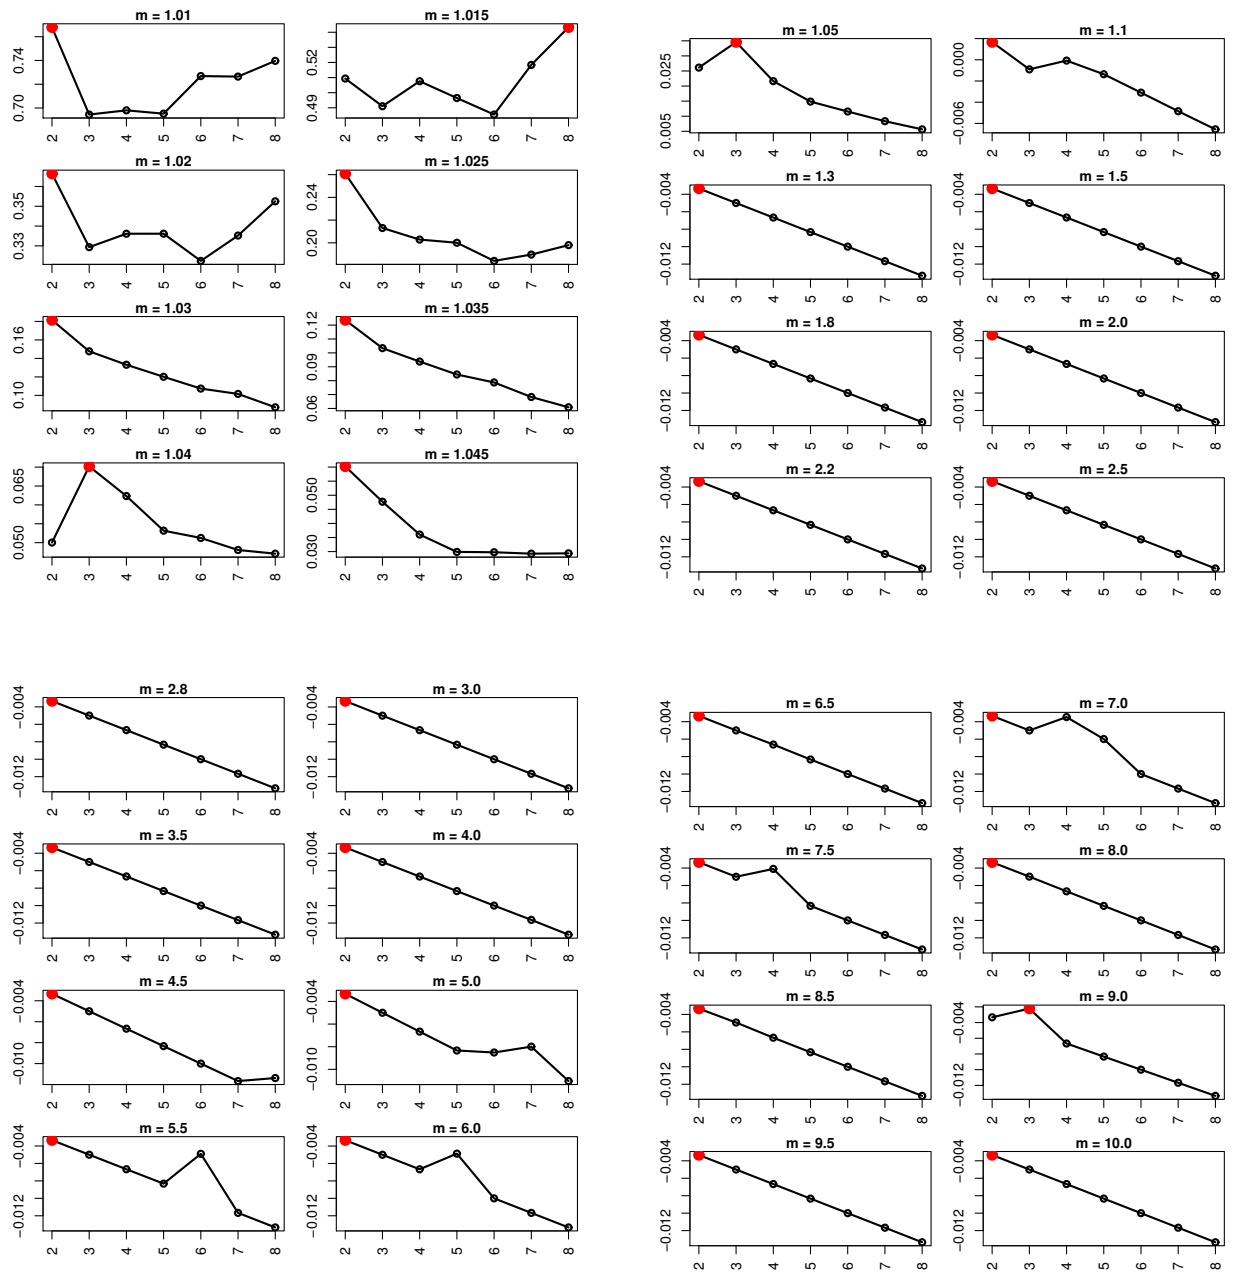 m = 1.01
0.74
0.70
2 3 4 5 6 7 8
m = 1.015
0.52
0.49
2 3 4 5 6 7 8
m = 1.02
0.35
0.33
2 3 4 5 6 7 8
m = 1.025
0.24
0.20
2 3 4 5 6 7 8
m = 1.03
0.16
0.10
2 3 4 5 6 7 8
m = 1.035
0.12
0.09
0.06
2 3 4 5 6 7 8
m = 1.04
0.065
0.050
2 3 4 5 6 7 8
m = 1.045
0.050
0.030
2 3 4 5 6 7 8
m = 1.05
0.025
0.005
2 3 4 5 6 7 8
m = 1.1
0.000
−0.006
2 3 4 5 6 7 8
m = 1.3
−0.004
−0.012
2 3 4 5 6 7 8
m = 1.5
−0.004
−0.012
2 3 4 5 6 7 8
m = 1.8
−0.004
−0.012
2 3 4 5 6 7 8
m = 2.0
−0.004
−0.012
2 3 4 5 6 7 8
m = 2.2
−0.004
−0.012
2 3 4 5 6 7 8
m = 2.5
−0.004
−0.012
2 3 4 5 6 7 8
m = 2.8
−0.004
−0.012
2 3 4 5 6 7 8
m = 3.0
−0.004
−0.012
2 3 4 5 6 7 8
m = 3.5
−0.004
−0.012
2 3 4 5 6 7 8
m = 4.0
−0.004
−0.012
2 3 4 5 6 7 8
m = 4.5
−0.004
−0.010
2 3 4 5 6 7 8
m = 5.0
−0.004
−0.010
2 3 4 5 6 7 8
m = 5.5
−0.004
−0.012
2 3 4 5 6 7 8
m = 6.0
−0.004
−0.012
2 3 4 5 6 7 8
m = 6.5
−0.004
−0.012
2 3 4 5 6 7 8
m = 7.0
−0.004
−0.012
2 3 4 5 6 7 8
m = 7.5
−0.004
−0.012
2 3 4 5 6 7 8
m = 8.0
−0.004
−0.012
2 3 4 5 6 7 8
m = 8.5
−0.004
−0.012
2 3 4 5 6 7 8
m = 9.0
−0.004
−0.012
2 3 4 5 6 7 8
m = 9.5
−0.004
−0.012
2 3 4 5 6 7 8
m = 10.0
−0.004
−0.012
2 3 4 5 6 7 8